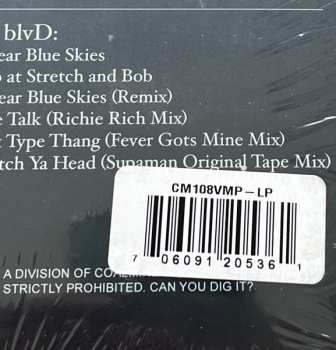 blvD:
ear Blue Skies
at Stretch and Bob
ear Blue Skies (Remix)
Talk (Richie Rich Mix)
Type Thang (Fever Gots Mine Mix)
tch Ya Head (Supaman Original Tape Mix)
CM108VMP-LP
7 06091 20536 1
A DIVISION OF COALM
STRICTLY PROHIBITED. CAN YOU DIG IT?